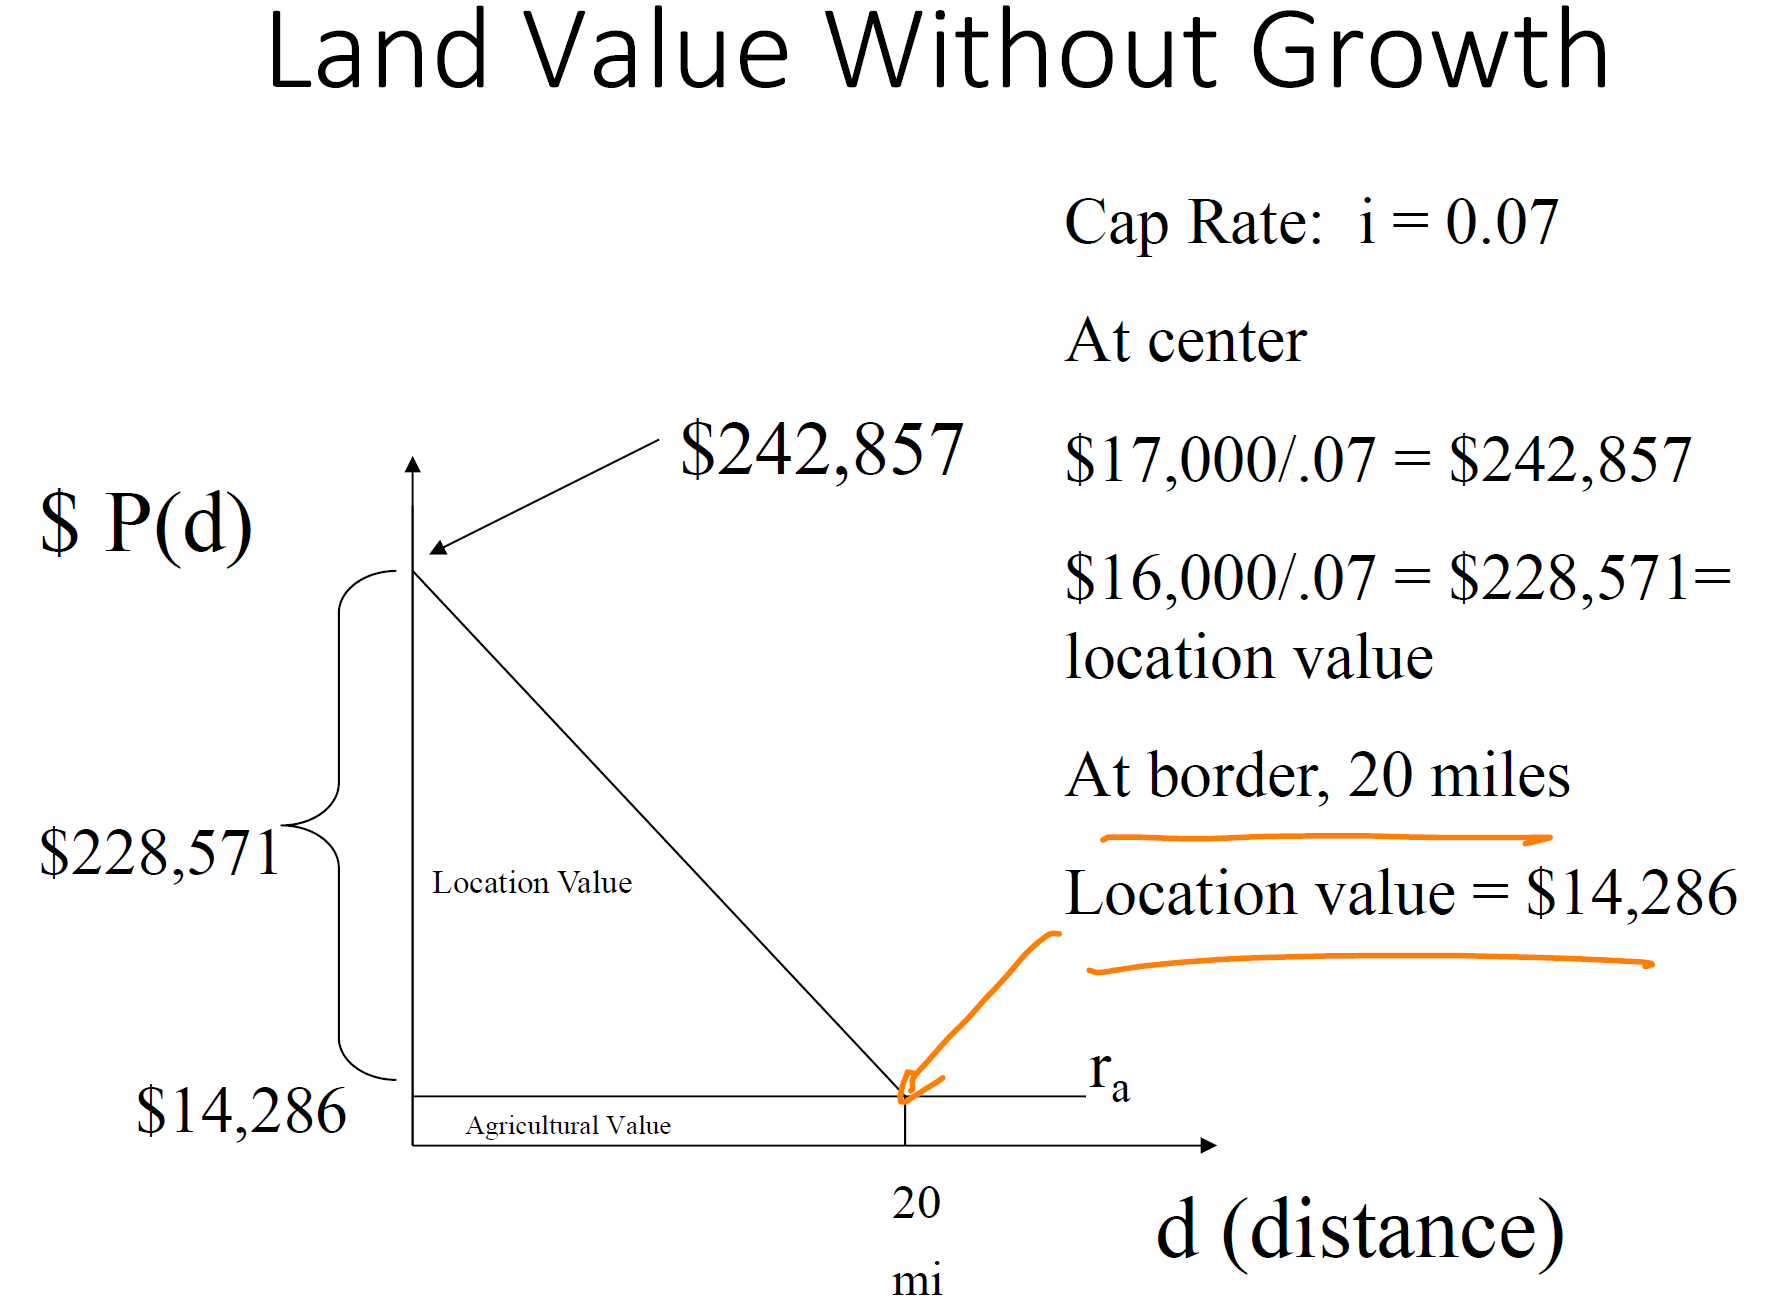 Land Value Without Growth
Cap Rate:  i = 0.07
At center
$17,000/.07 = $242,857
$16,000/.07 = $228,571=
location value
At border, 20 miles
Location value = $14,286
$242,857
$ P(d)
$228,571
Location Value
$14,286
Agricultural Value
ra
20
mi
d (distance)